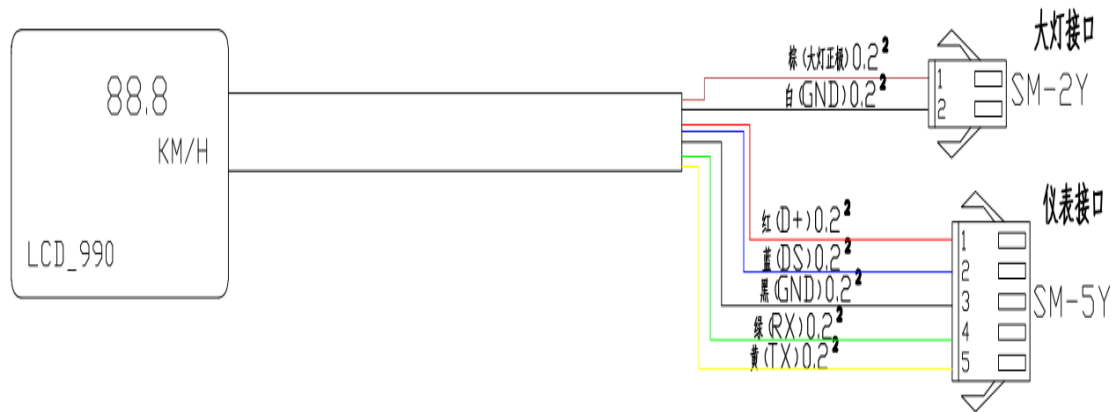 88.8
KM/H
LCD_990
大灯接口
棕(大灯正极)0.2²
白(GND)0.2²
1
2
SM-2Y
仪表接口
红(D+)0.2²
蓝(DS)0.2²
黑(GND)0.2²
绿(RX)0.2²
黄(TX)0.2²
1
2
3
4
5
SM-5Y